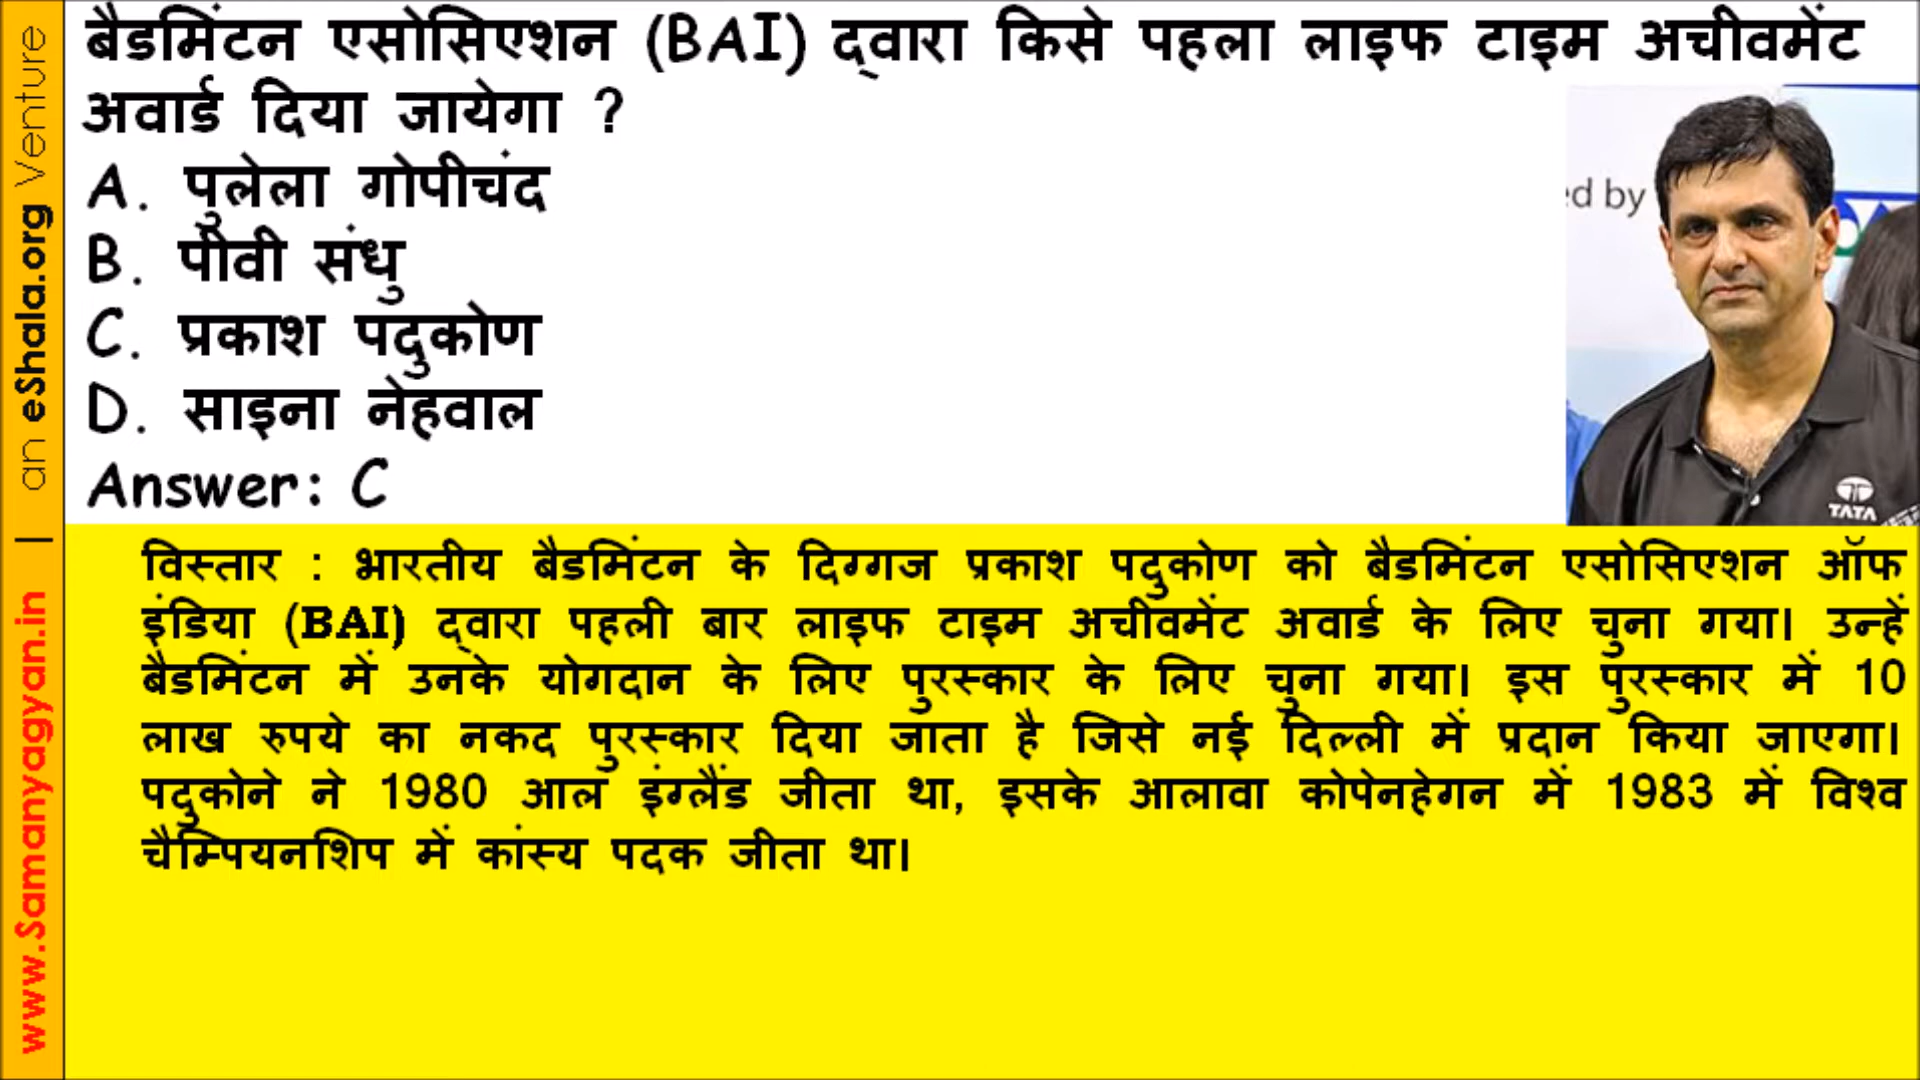 बैडमिंटन एसोसिएशन (BAI) द्वारा किसे पहला लाइफ टाइम अचीवमेंट
अवार्ड दिया जायेगा ?
A. पुलेला गोपीचंद
B. पीवी संधु
C. प्रकाश पदुकोण
D. साइना नेहवाल
Answer: C
ed by
TATA
विस्तार : भारतीय बैडमिंटन के दिग्गज प्रकाश पदुकोण को बैडमिंटन एसोसिएशन ऑफ
इंडिया (BAI) द्वारा पहली बार लाइफ टाइम अचीवमेंट अवार्ड के लिए चुना गया। उन्हें
बैडमिंटन में उनके योगदान के लिए पुरस्कार के लिए चुना गया। इस पुरस्कार में 10
लाख रुपये का नकद पुरस्कार दिया जाता है जिसे नई दिल्ली में प्रदान किया जाएगा।
पदुकोने ने 1980 आल इंग्लैंड जीता था, इसके आलावा कोपेनहेगन में 1983 में विश्व
चैम्पियनशिप में कांस्य पदक जीता था।
www.Samanyagyan.in | an eShala.org Venture